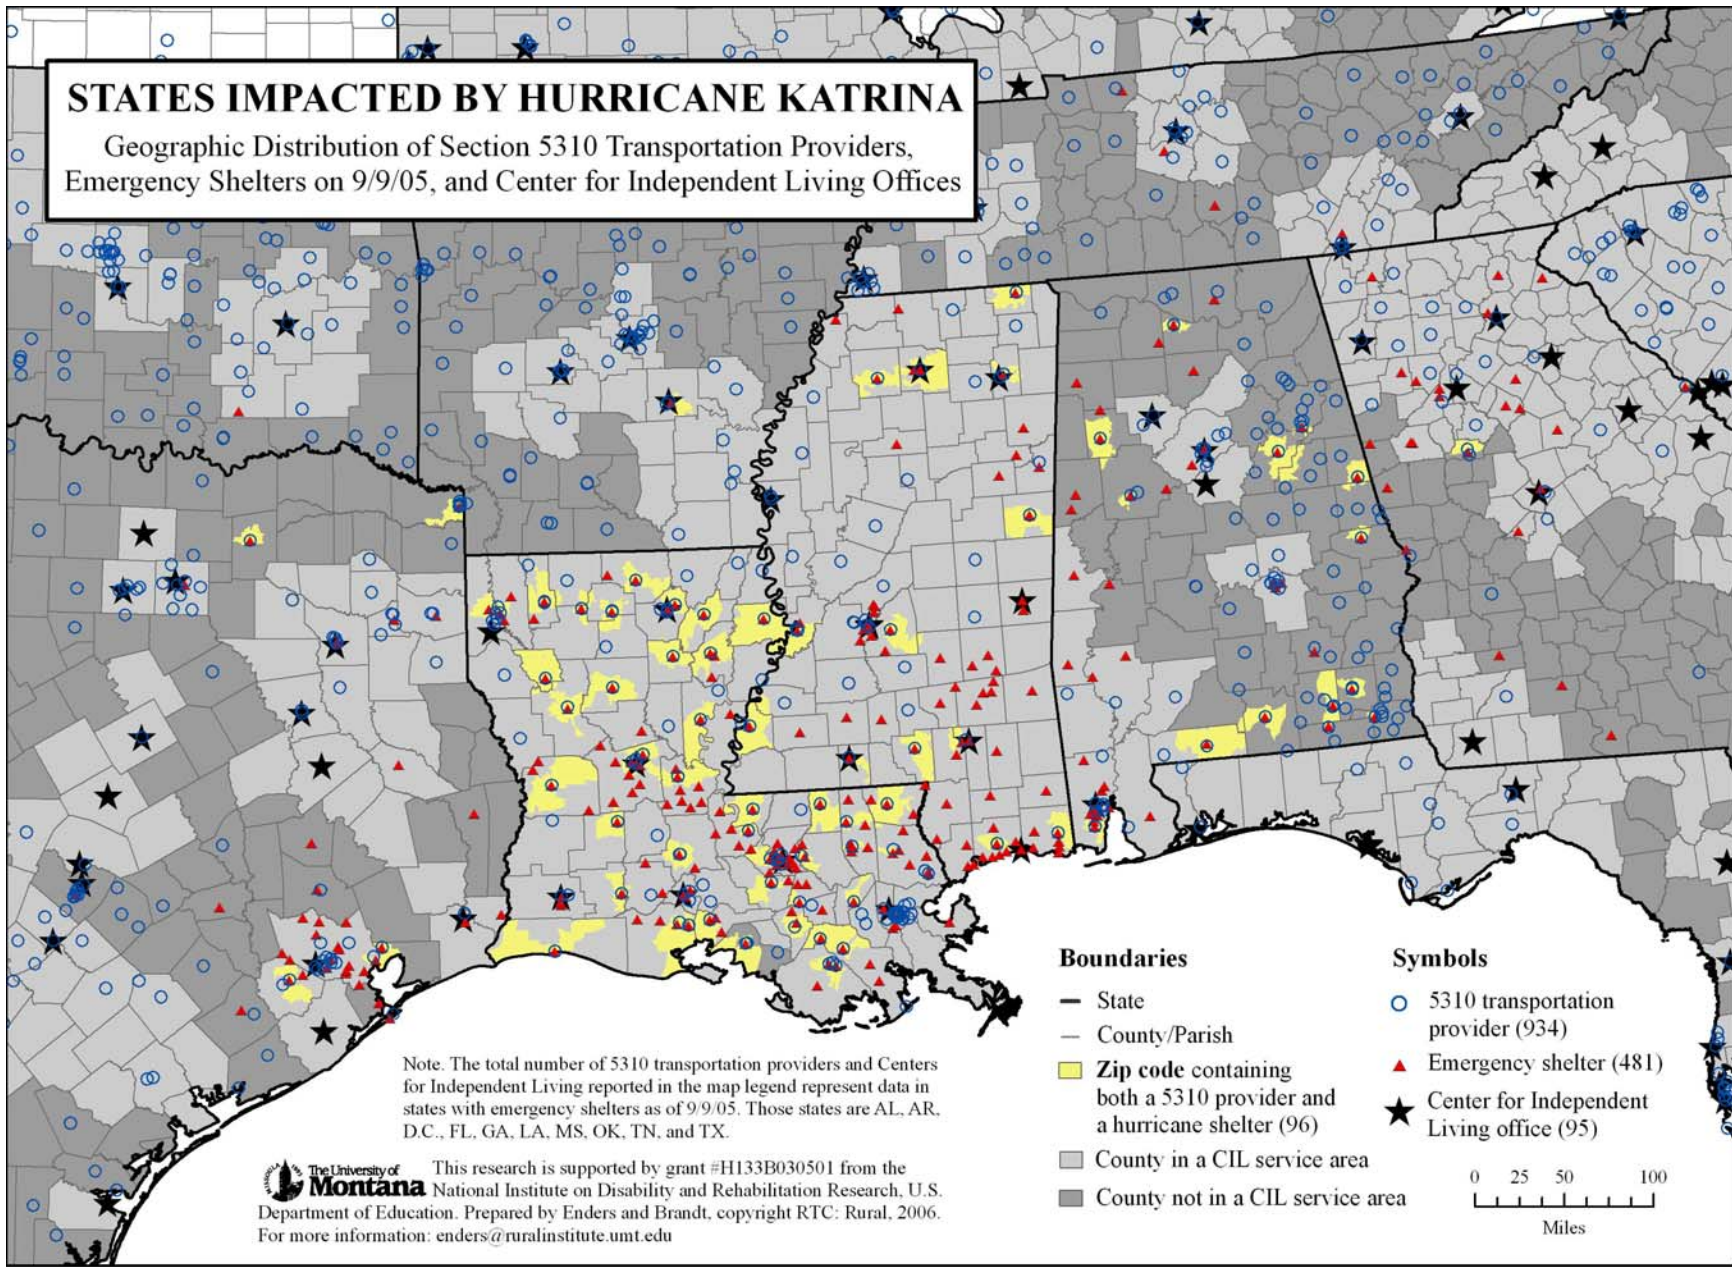 STATES IMPACTED BY HURRICANE KATRINA
Geographic Distribution of Section 5310 Transportation Providers,
Emergency Shelters on 9/9/05, and Center for Independent Living Offices
Boundaries
State
County/Parish
Zip code containing
both a 5310 provider and
a hurricane shelter (96)
County in a CIL service area
County not in a CIL service area
Symbols
5310 transportation
provider (934)
Emergency shelter (481)
Center for Independent
Living office (95)
0 25 50 100
Miles
Note. The total number of 5310 transportation providers and Centers
for Independent Living reported in the map legend represent data in
states with emergency shelters as of 9/9/05. Those states are AL, AR,
D.C., FL, GA, LA, MS, OK, TN, and TX.
The University of
Montana
This research is supported by grant #H133B030501 from the
National Institute on Disability and Rehabilitation Research, U.S.
Department of Education. Prepared by Enders and Brandt, copyright RTC: Rural, 2006.
For more information: enders@ruralinstitute.umt.edu